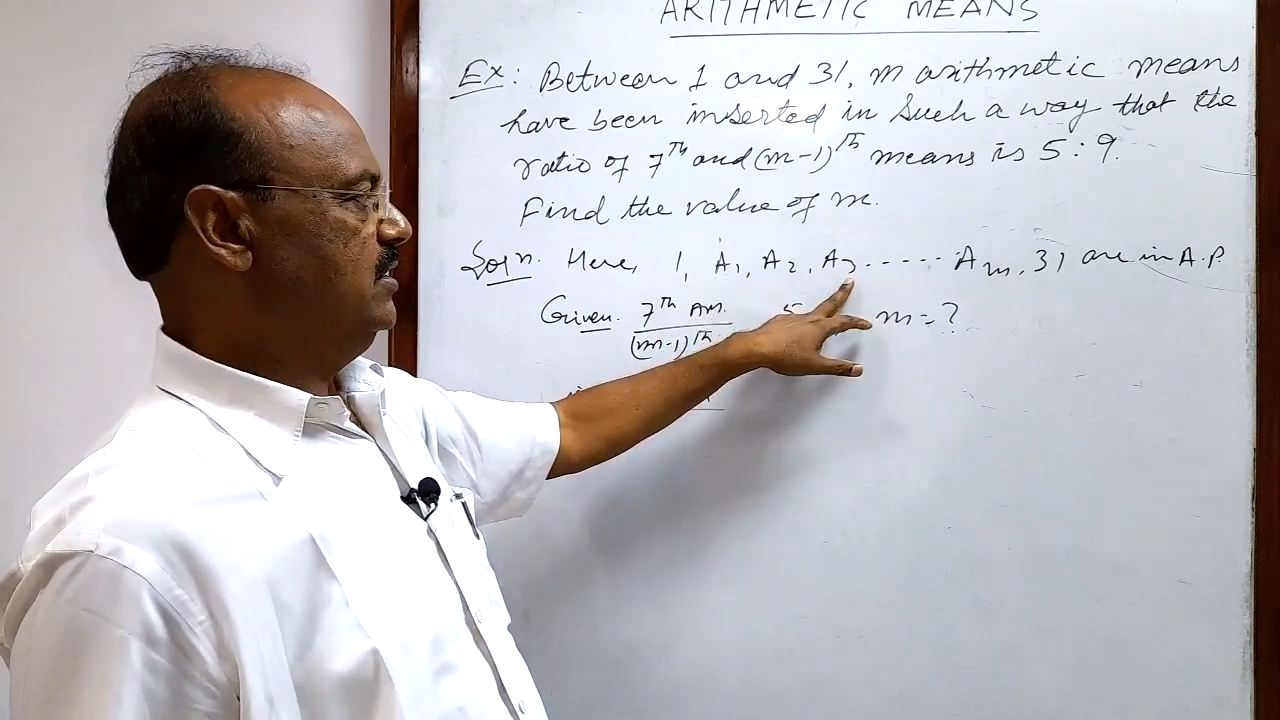 ARITHMETIC MEANS
Ex: Between 1 and 31, m arithmetic means
have been inserted in such a way that the
ratio of 7th and (m-1)th means is 5:9.
Find the value of m.
Soln. Here, 1, A1, A2, A3 ..... Am, 31 are in A.P
Given. 7th AM. 5 m=?
(m-1)th